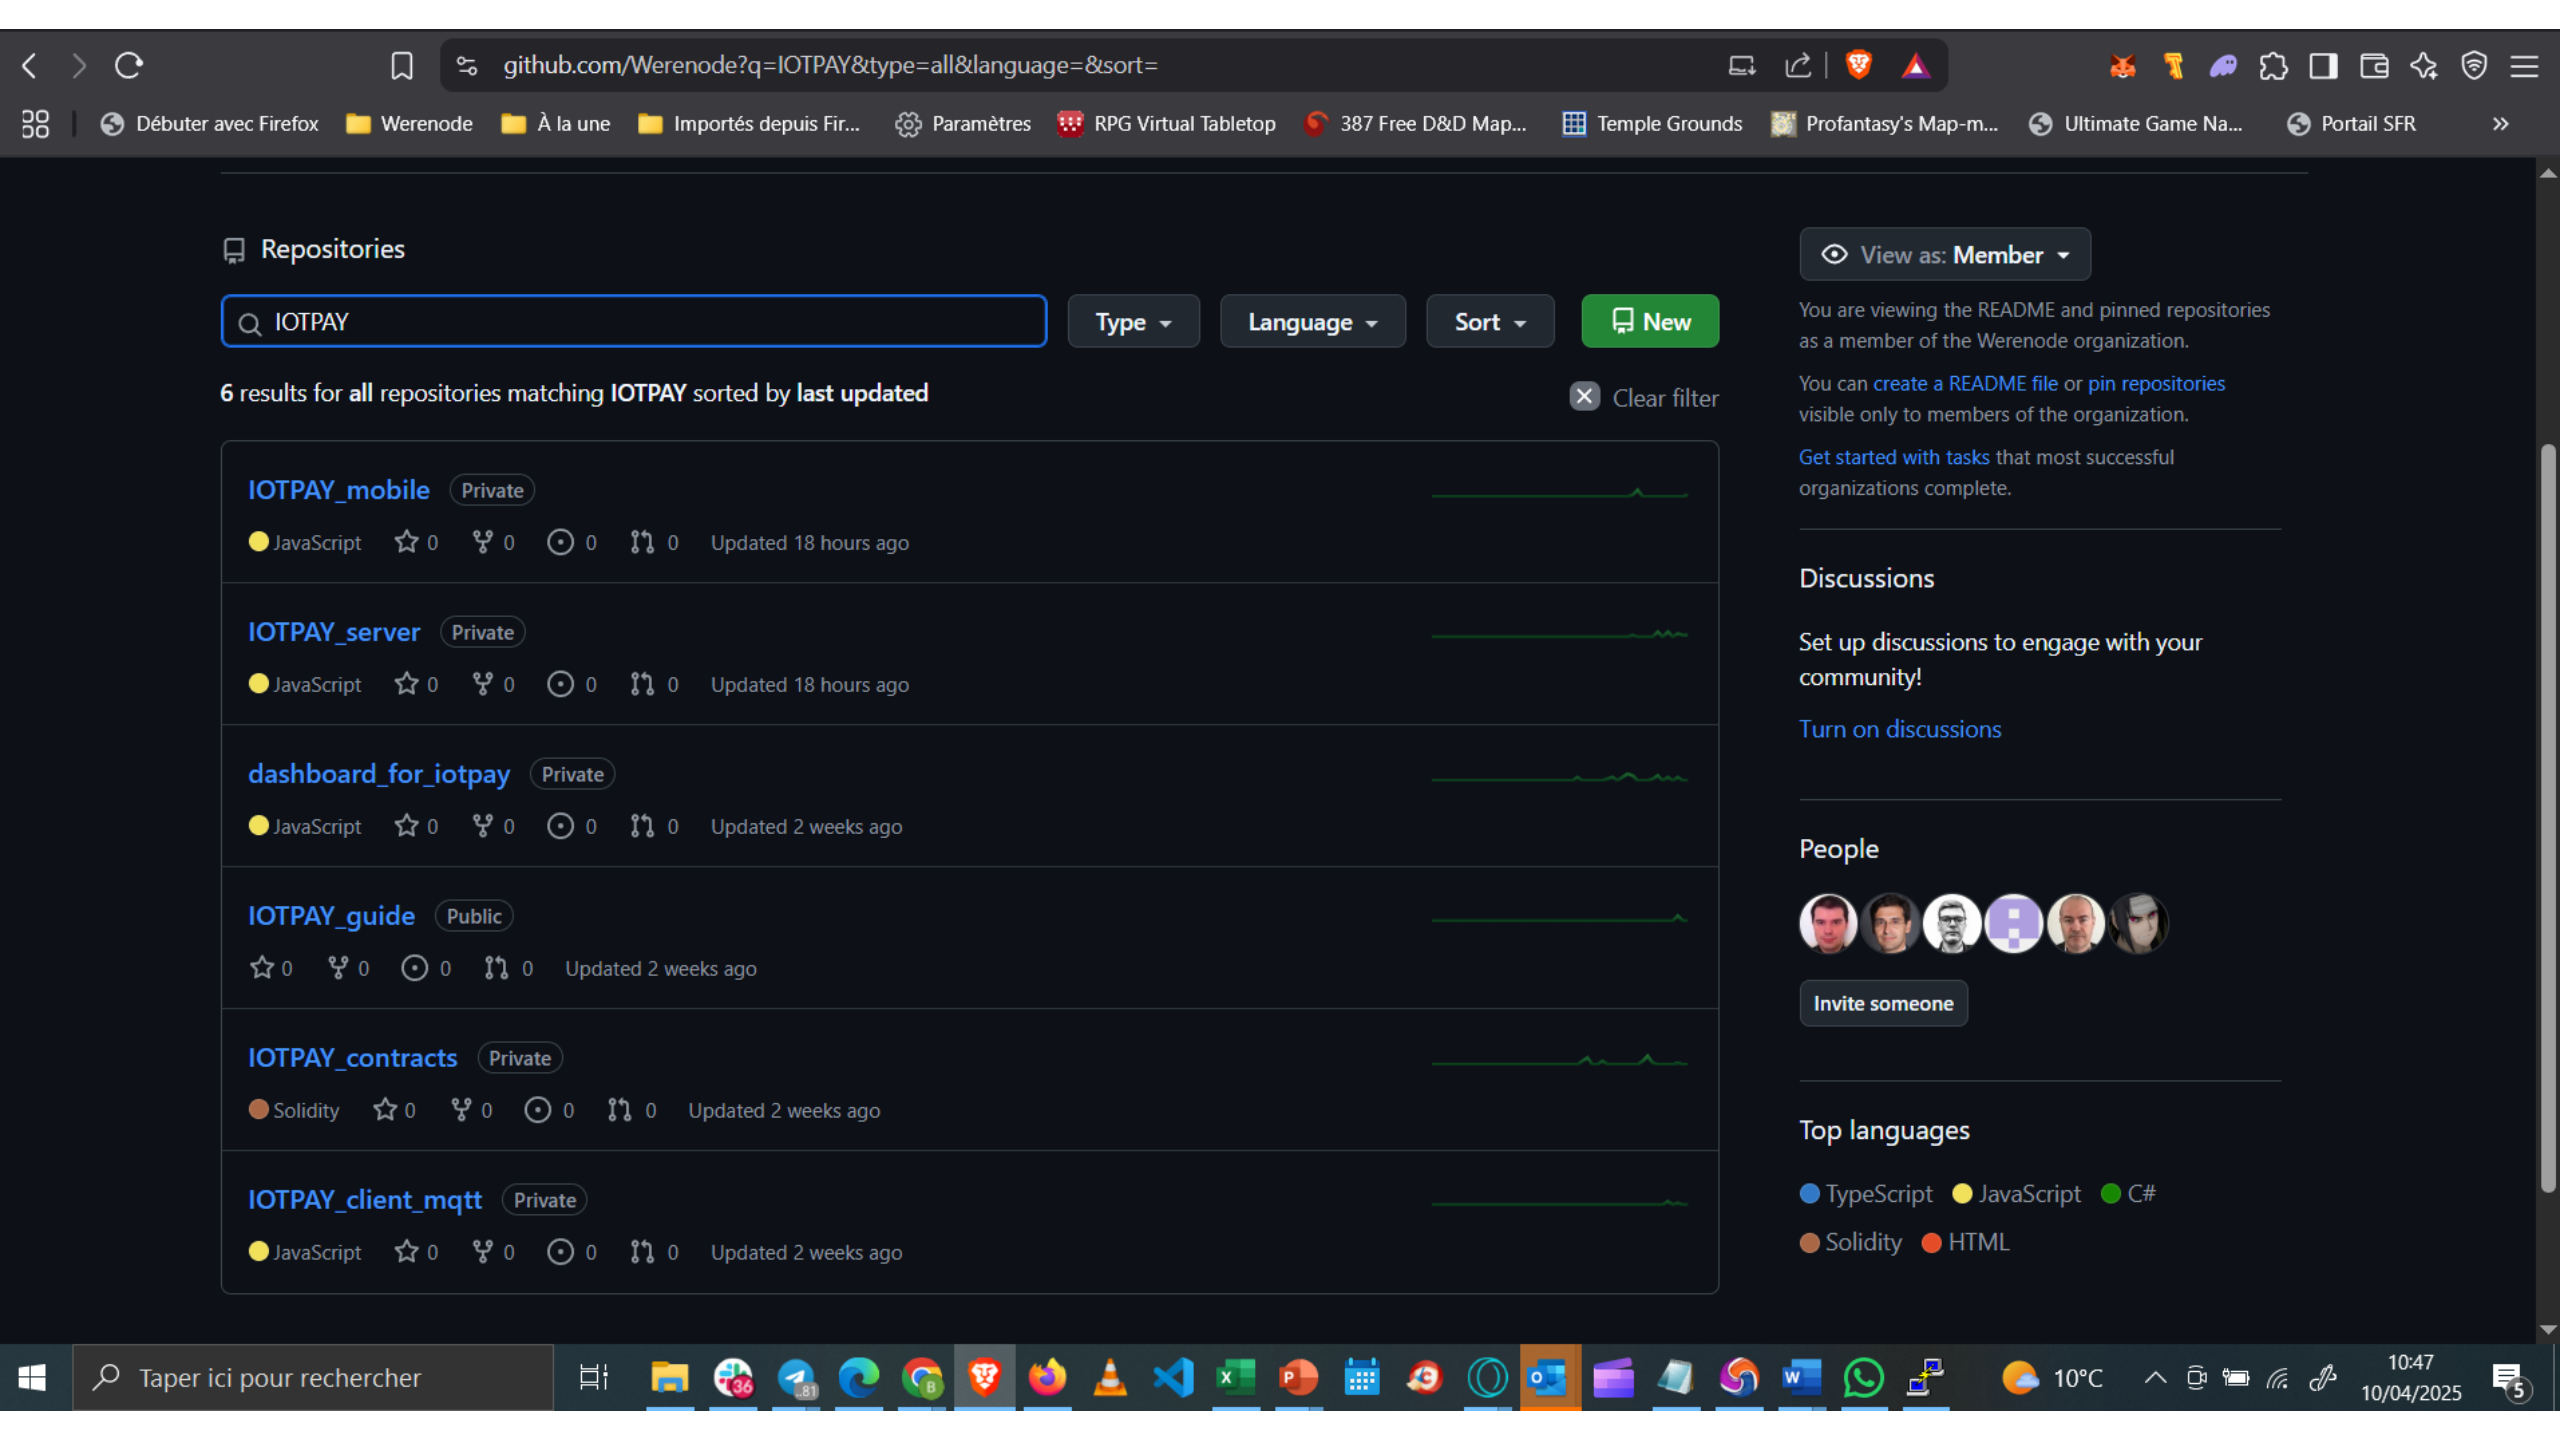 github.com/Werenode?q=IOTPAY&type=all&language=&sort=
Débuter avec Firefox Werenode À la une Importés depuis Fir... Paramètres RPG Virtual Tabletop 387 Free D&D Map... Temple Grounds Profantasy's Map-m... Ultimate Game Na... Portail SFR »
Repositories
IOTPAY Type Language Sort New
6 results for all repositories matching IOTPAY sorted by last updated Clear filter
IOTPAY_mobile Private
JavaScript 0 0 0 0 Updated 18 hours ago
IOTPAY_server Private
JavaScript 0 0 0 0 Updated 18 hours ago
dashboard_for_iotpay Private
JavaScript 0 0 0 0 Updated 2 weeks ago
IOTPAY_guide Public
0 0 0 0 Updated 2 weeks ago
IOTPAY_contracts Private
Solidity 0 0 0 0 Updated 2 weeks ago
IOTPAY_client_mqtt Private
JavaScript 0 0 0 0 Updated 2 weeks ago
View as: Member
You are viewing the README and pinned repositories
as a member of the Werenode organization.
You can create a README file or pin repositories
visible only to members of the organization.
Get started with tasks that most successful
organizations complete.
Discussions
Set up discussions to engage with your
community!
Turn on discussions
People
Invite someone
Top languages
TypeScript JavaScript C#
Solidity HTML
Taper ici pour rechercher 36 ..81 B 10°C 10:47
10/04/2025 5